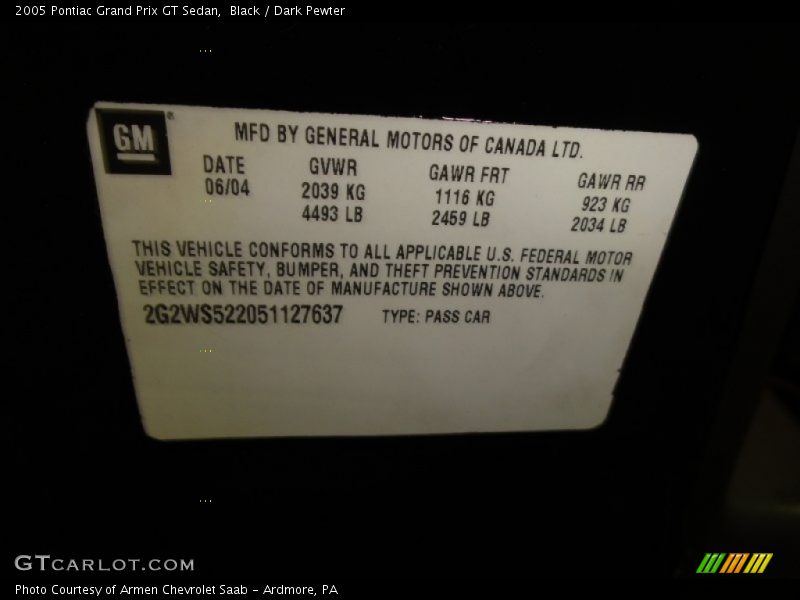 2005 Pontiac Grand Prix GT Sedan,  Black / Dark Pewter
GM®
MFD BY GENERAL MOTORS OF CANADA LTD.
DATE GVWR GAWR FRT GAWR RR
06/04 2039 KG 1116 KG 923 KG
4493 LB 2459 LB 2034 LB
THIS VEHICLE CONFORMS TO ALL APPLICABLE U.S. FEDERAL MOTOR
VEHICLE SAFETY, BUMPER, AND THEFT PREVENTION STANDARDS IN
EFFECT ON THE DATE OF MANUFACTURE SHOWN ABOVE.
2G2WS522051127637 TYPE: PASS CAR
GTCARLOT.COM
Photo Courtesy of Armen Chevrolet Saab - Ardmore, PA